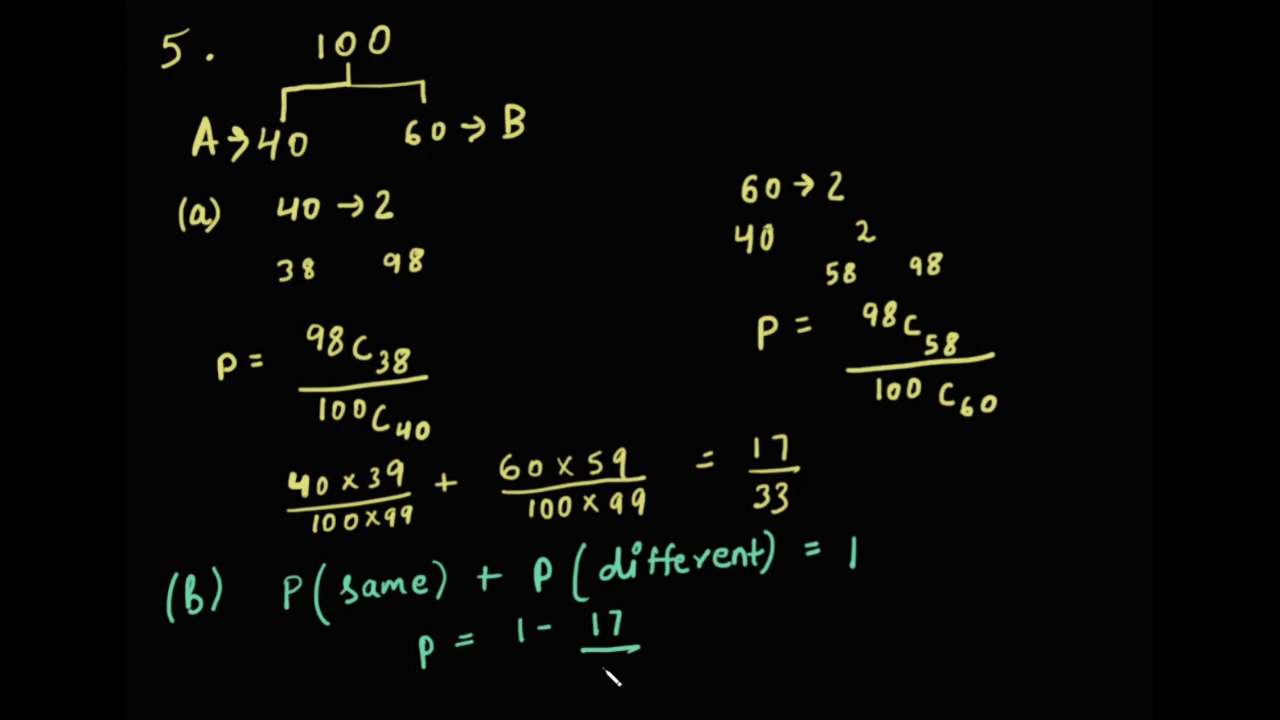 5. 100
A → 40 60 → B
(a) 40 → 2
38 98
P = 98C38 / 100C40
60 → 2
40 2
58 98
P = 98C58 / 100C60
40 × 39 / 100 × 99 + 60 × 59 / 100 × 99 = 17 / 33
(b) P(same) + P(different) = 1
P = 1 - 17